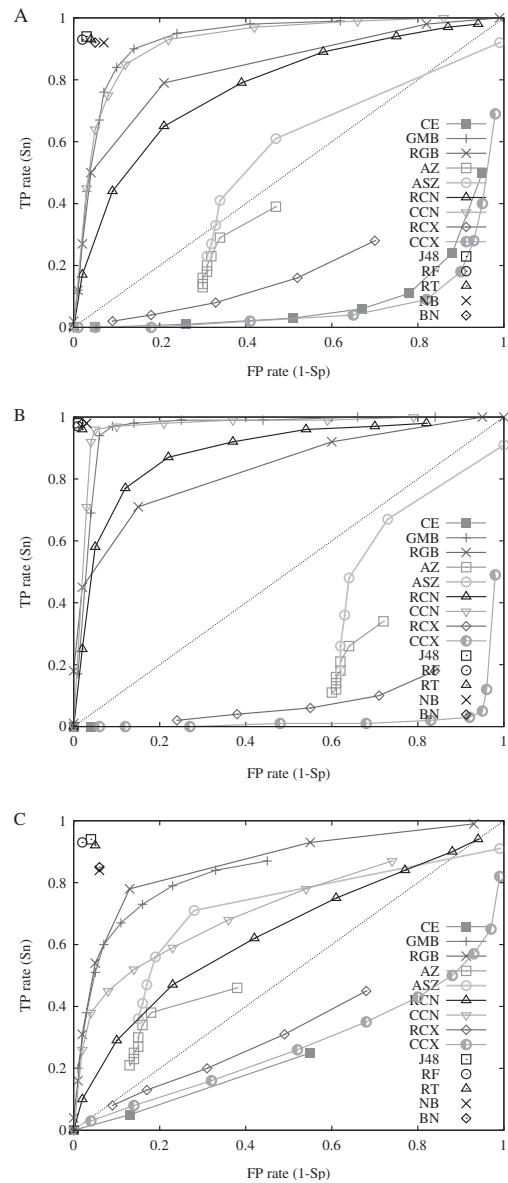 A
1
0.8
0.6
0.4
0.2
0
TP rate (Sn)
0 0.2 0.4 0.6 0.8 1
FP rate (1-Sp)
CE
GMB
RGB
AZ
ASZ
RCN
CCN
RCX
CCX
J48
RF
RT
NB
BN
B
1
0.8
0.6
0.4
0.2
0
TP rate (Sn)
0 0.2 0.4 0.6 0.8 1
FP rate (1-Sp)
CE
GMB
RGB
AZ
ASZ
RCN
CCN
RCX
CCX
J48
RF
RT
NB
BN
C
1
0.8
0.6
0.4
0.2
0
TP rate (Sn)
0 0.2 0.4 0.6 0.8 1
FP rate (1-Sp)
CE
GMB
RGB
AZ
ASZ
RCN
CCN
RCX
CCX
J48
RF
RT
NB
BN